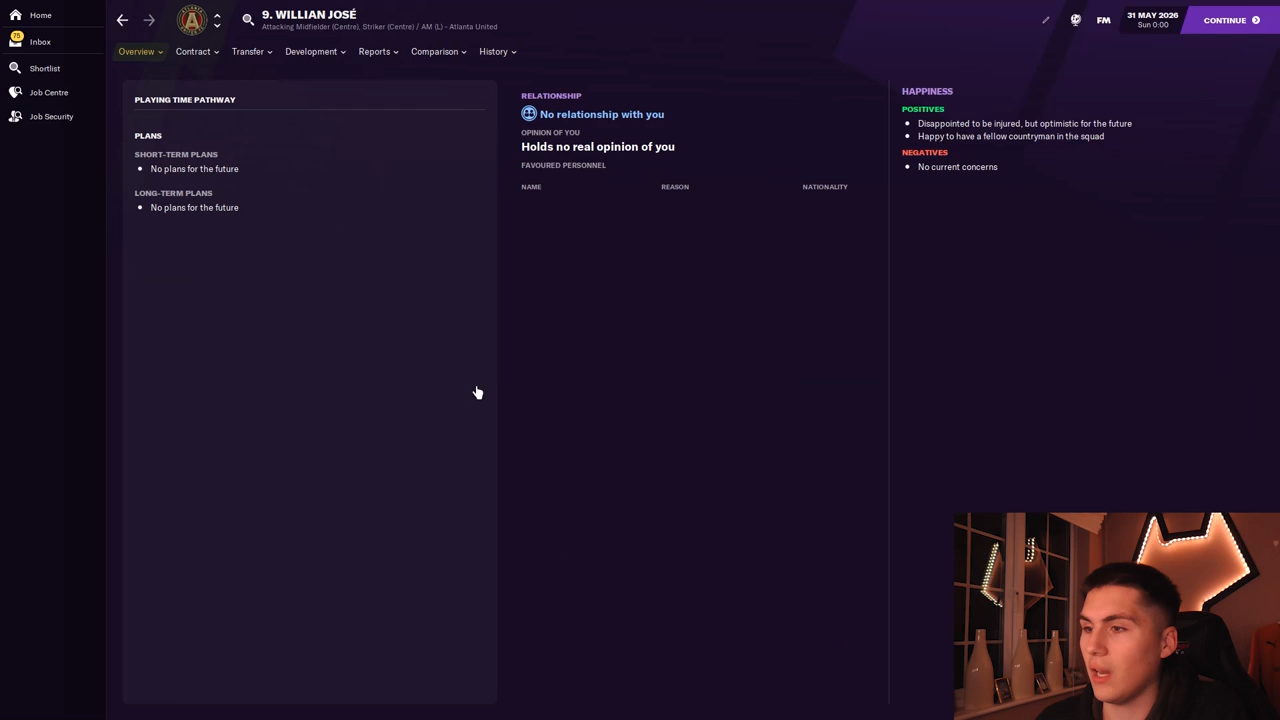 Home
Inbox
75
Shortlist
Job Centre
Job Security
9. WILLIAN JOSÉ
Attacking Midfielder (Centre), Striker (Centre) / AM (L) - Atlanta United
FM
31 MAY 2026
Sun 0:00
CONTINUE
Overview
Contract
Transfer
Development
Reports
Comparison
History
PLAYING TIME PATHWAY
PLANS
SHORT-TERM PLANS
No plans for the future
LONG-TERM PLANS
No plans for the future
RELATIONSHIP
No relationship with you
OPINION OF YOU
Holds no real opinion of you
FAVOURED PERSONNEL
NAME REASON NATIONALITY
HAPPINESS
POSITIVES
Disappointed to be injured, but optimistic for the future
Happy to have a fellow countryman in the squad
NEGATIVES
No current concerns